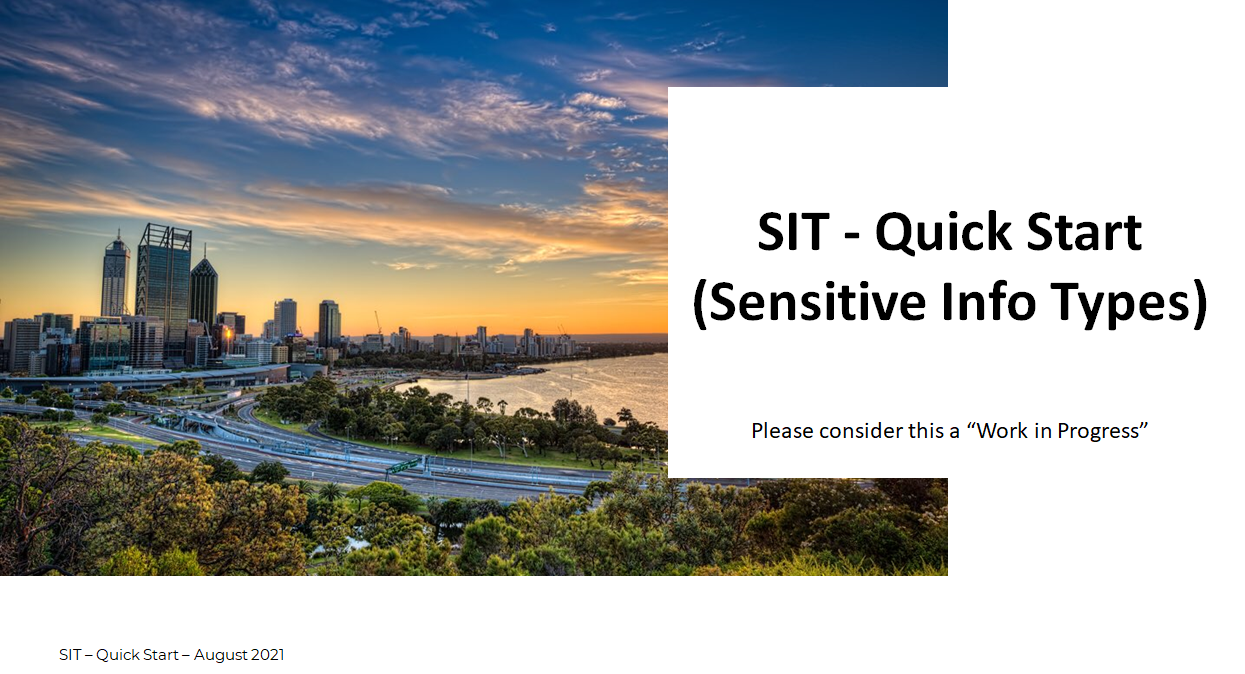 SIT - Quick Start
(Sensitive Info Types)
Please consider this a “Work in Progress”
SIT – Quick Start – August 2021